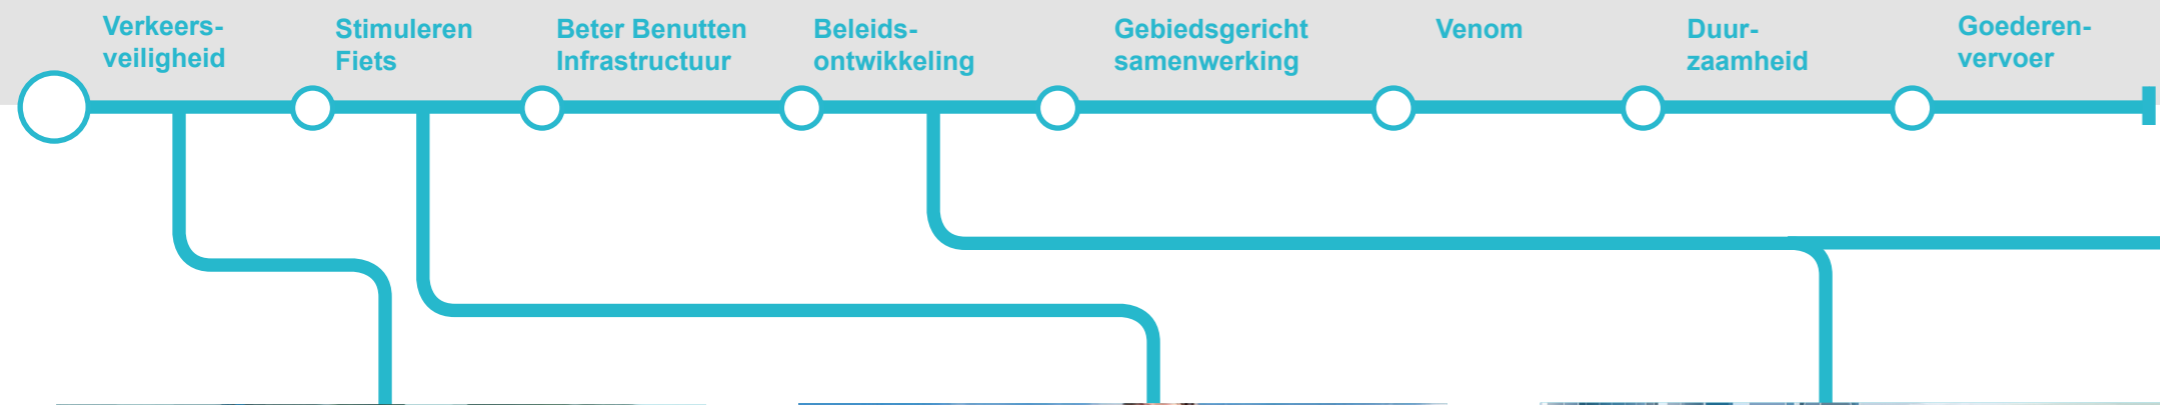 Verkeers-
veiligheid
Stimuleren
Fiets
Beter Benutten
Infrastructuur
Beleids-
ontwikkeling
Gebiedsgericht
samenwerking
Venom
Duur-
zaamheid
Goederen-
vervoer